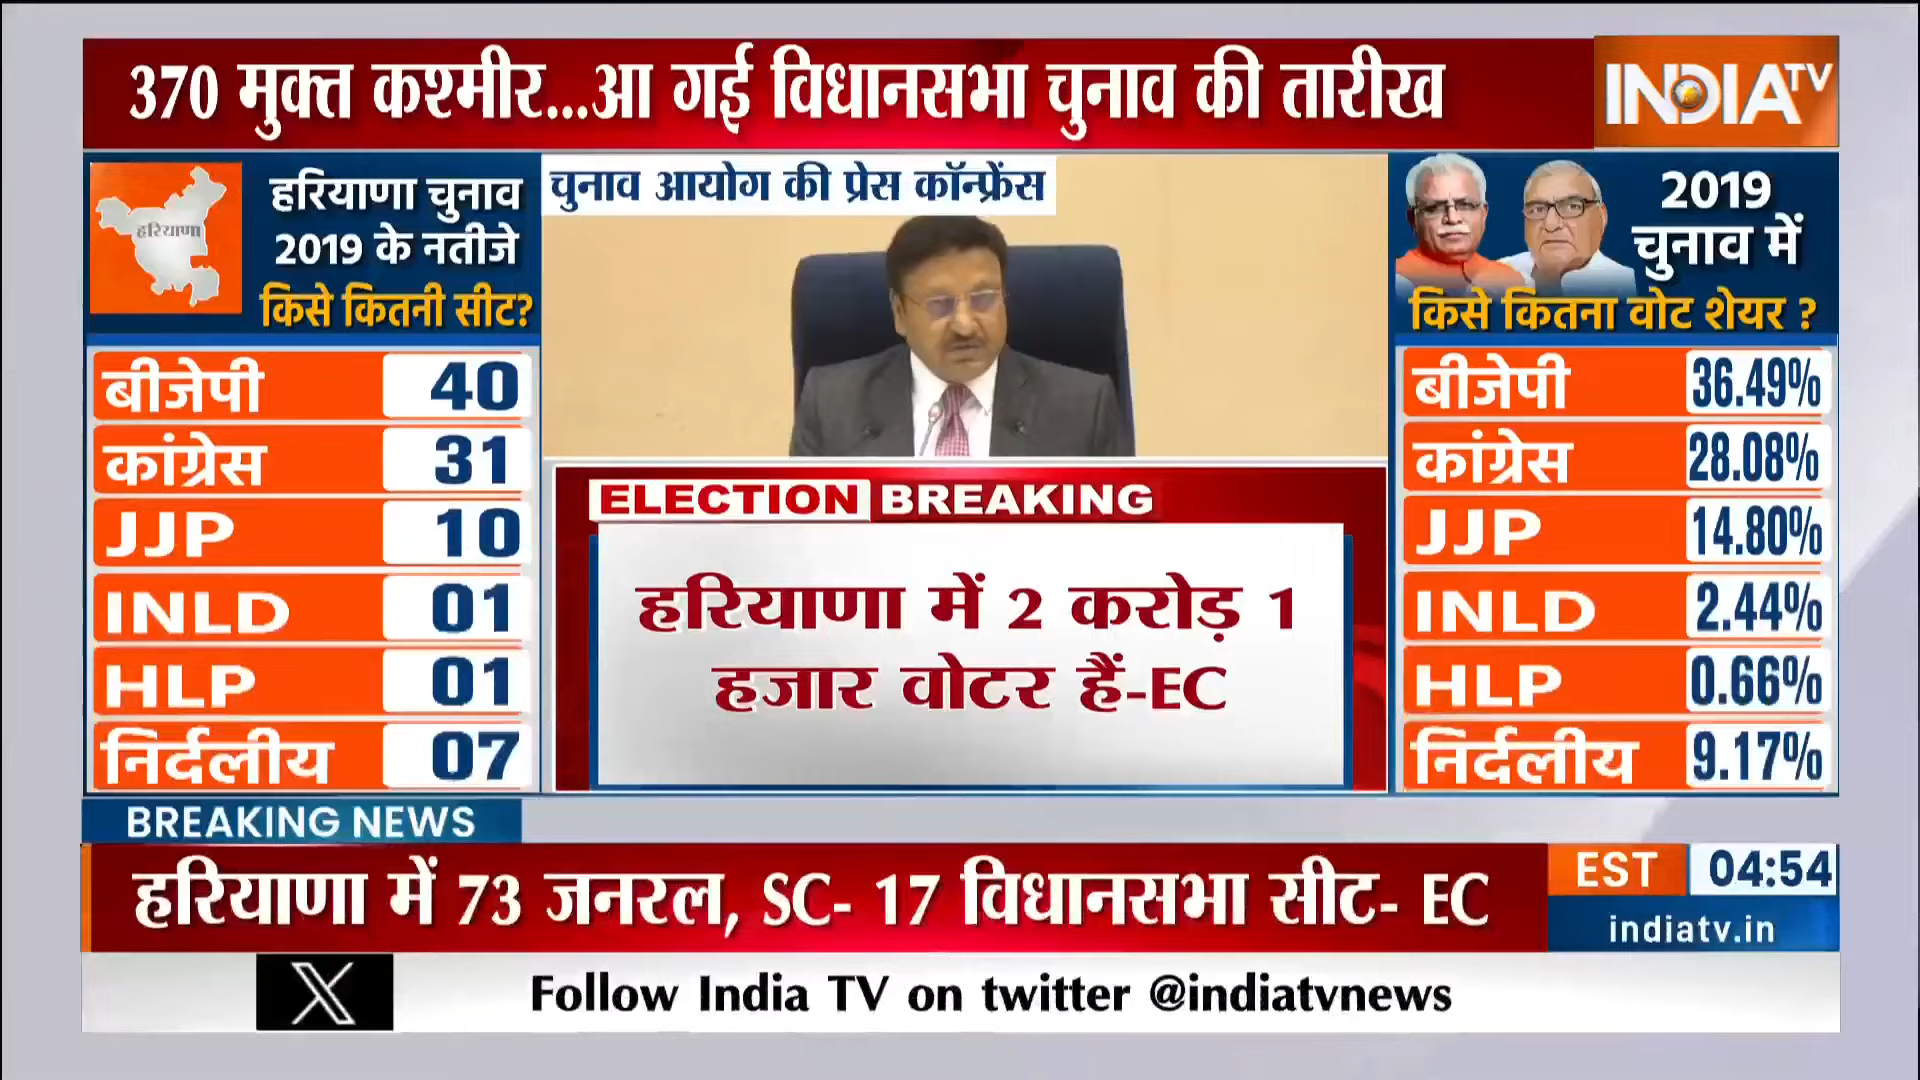 370 मुक्त कश्मीर...आ गई विधानसभा चुनाव की तारीख
INDIA TV
हरियाणा
हरियाणा चुनाव
2019 के नतीजे
किसे कितनी सीट?
बीजेपी 40
कांग्रेस 31
JJP 10
INLD 01
HLP 01
निर्दलीय 07
चुनाव आयोग की प्रेस कॉन्फ्रेंस
ELECTION BREAKING
हरियाणा में 2 करोड़ 1
हजार वोटर हैं-EC
2019
चुनाव में
किसे कितना वोट शेयर ?
बीजेपी 36.49%
कांग्रेस 28.08%
JJP 14.80%
INLD 2.44%
HLP 0.66%
निर्दलीय 9.17%
BREAKING NEWS
हरियाणा में 73 जनरल, SC- 17 विधानसभा सीट- EC
EST 04:54
indiatv.in
X Follow India TV on twitter @indiatvnews